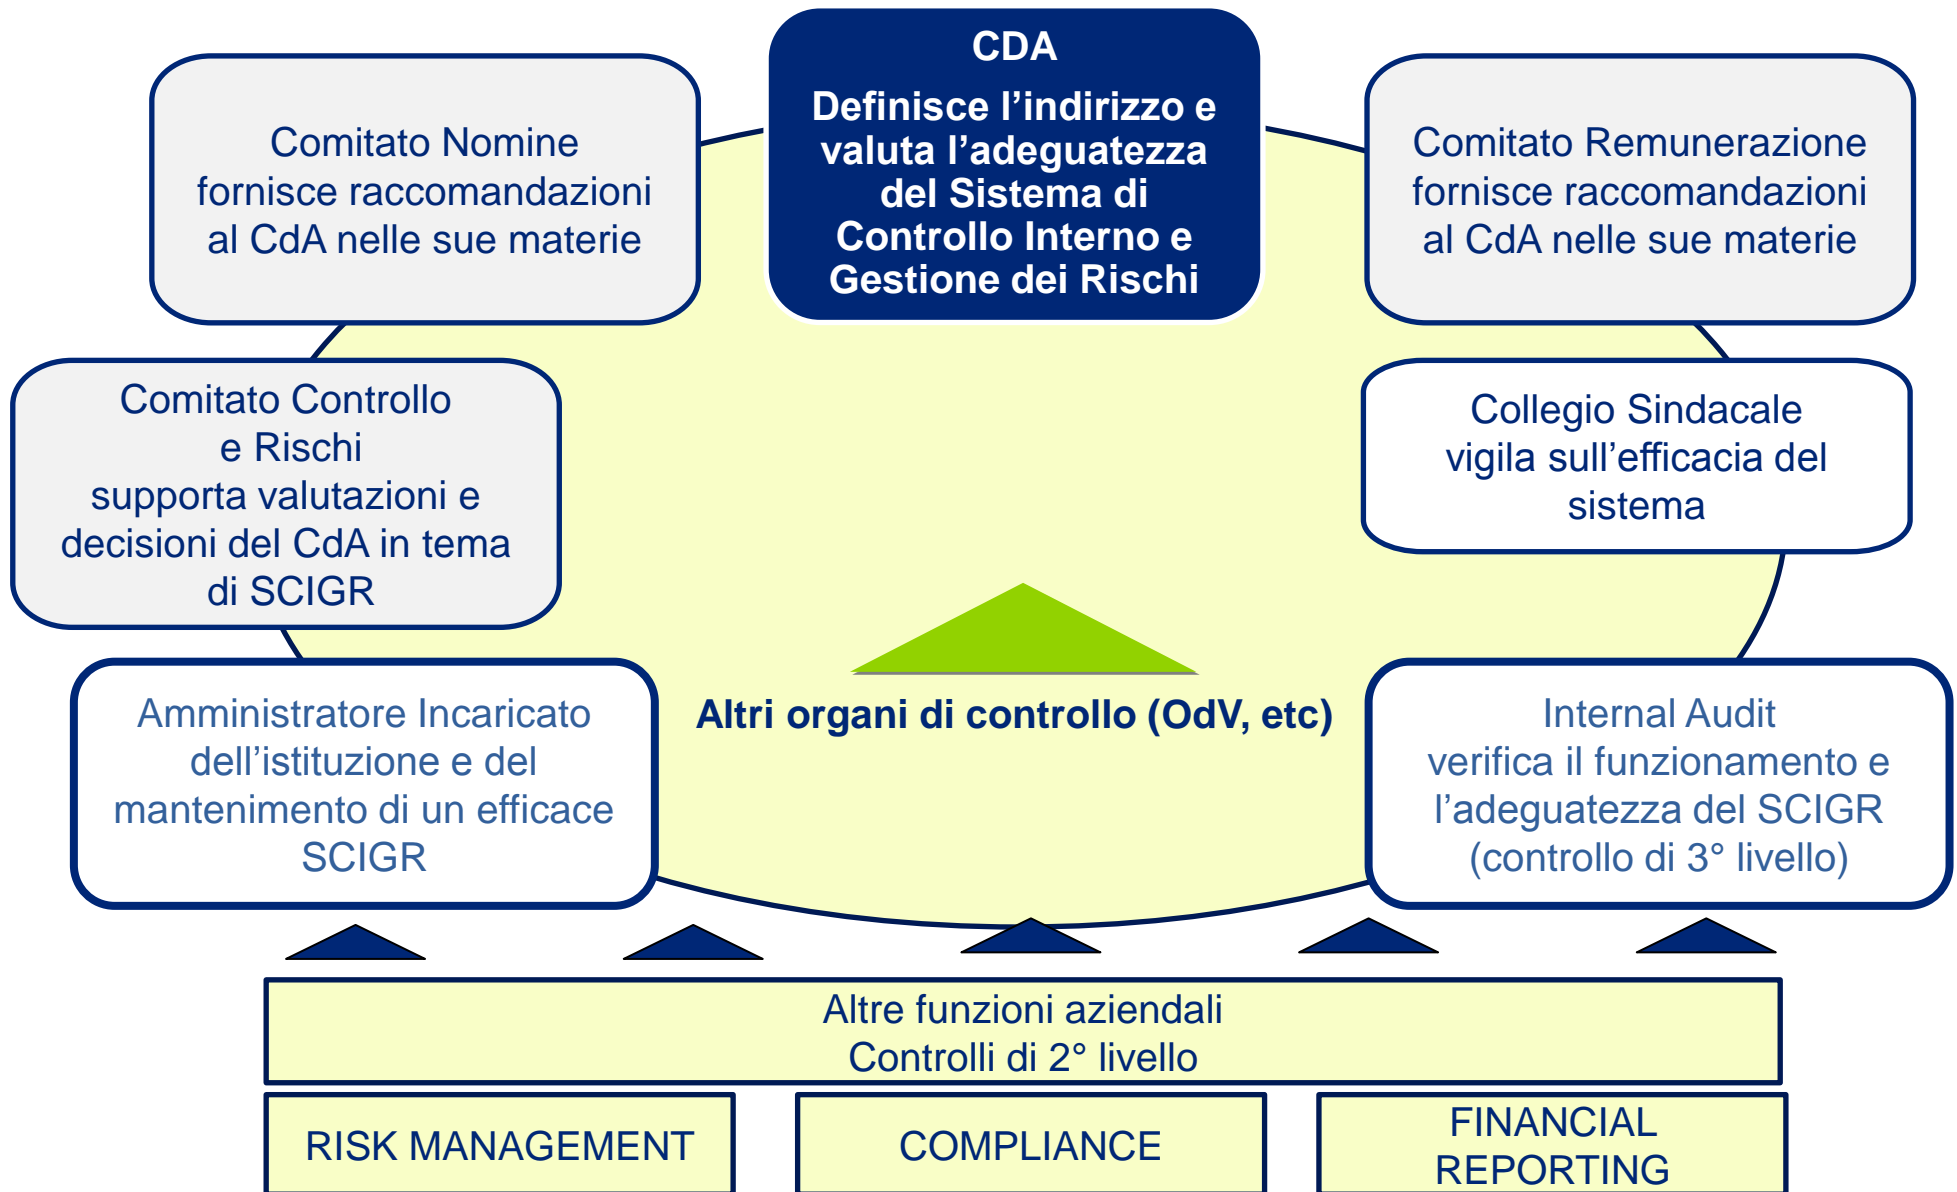 CDA
Definisce l’indirizzo e
valuta l’adeguatezza
del Sistema di
Controllo Interno e
Gestione dei Rischi
Comitato Nomine
fornisce raccomandazioni
al CdA nelle sue materie
Comitato Remunerazione
fornisce raccomandazioni
al CdA nelle sue materie
Comitato Controllo
e Rischi
supporta valutazioni e
decisioni del CdA in tema
di SCIGR
Collegio Sindacale
vigila sull’efficacia del
sistema
Amministratore Incaricato
dell’istituzione e del
mantenimento di un efficace
SCIGR
Altri organi di controllo (OdV, etc)
Internal Audit
verifica il funzionamento e
l’adeguatezza del SCIGR
(controllo di 3° livello)
Altre funzioni aziendali
Controlli di 2° livello
RISK MANAGEMENT
COMPLIANCE
FINANCIAL
REPORTING